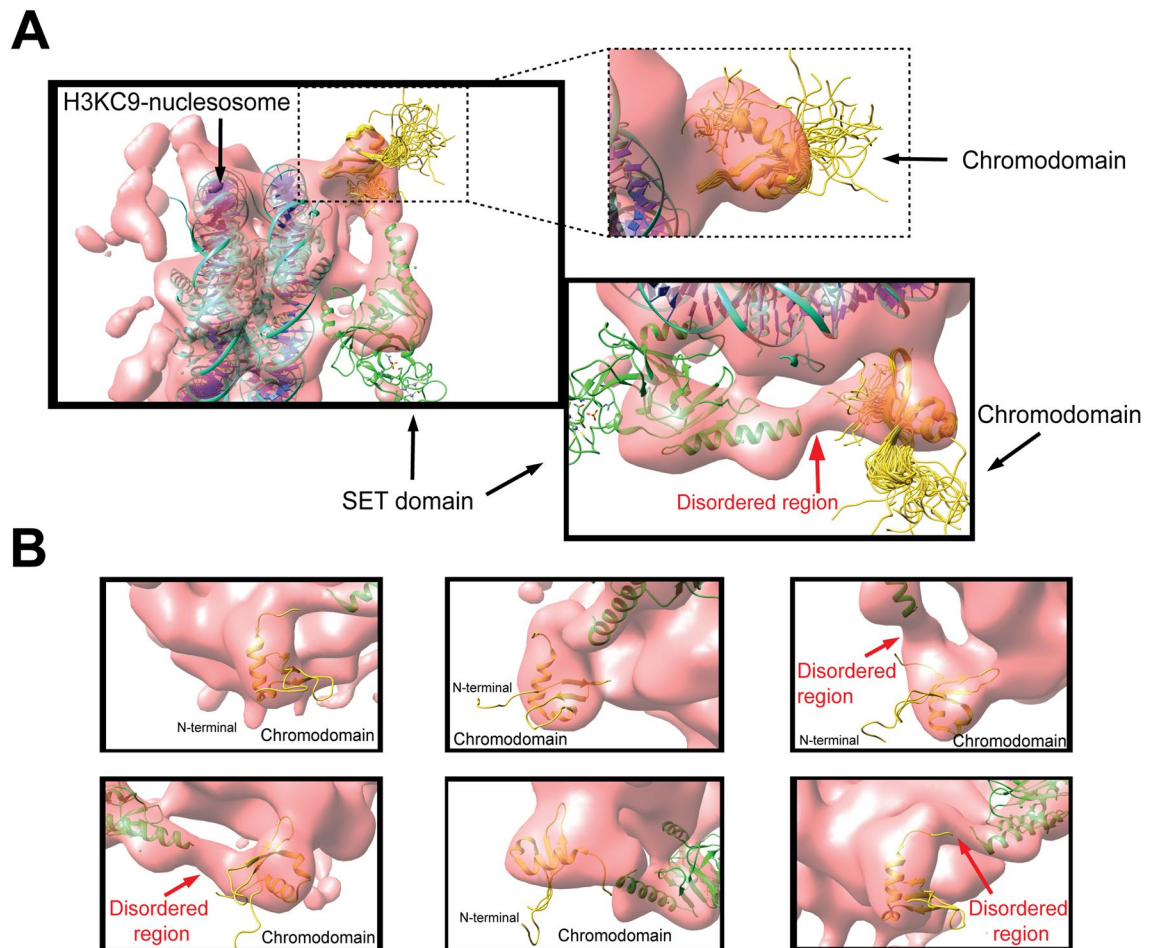 A
H3KC9-nuclesosome
Chromodomain
Chromodomain
Disordered region
SET domain
B
N-terminal
Chromodomain
N-terminal
Chromodomain
Disordered
region
N-terminal
Chromodomain
Disordered
region
Chromodomain
N-terminal
Chromodomain
Disordered
region